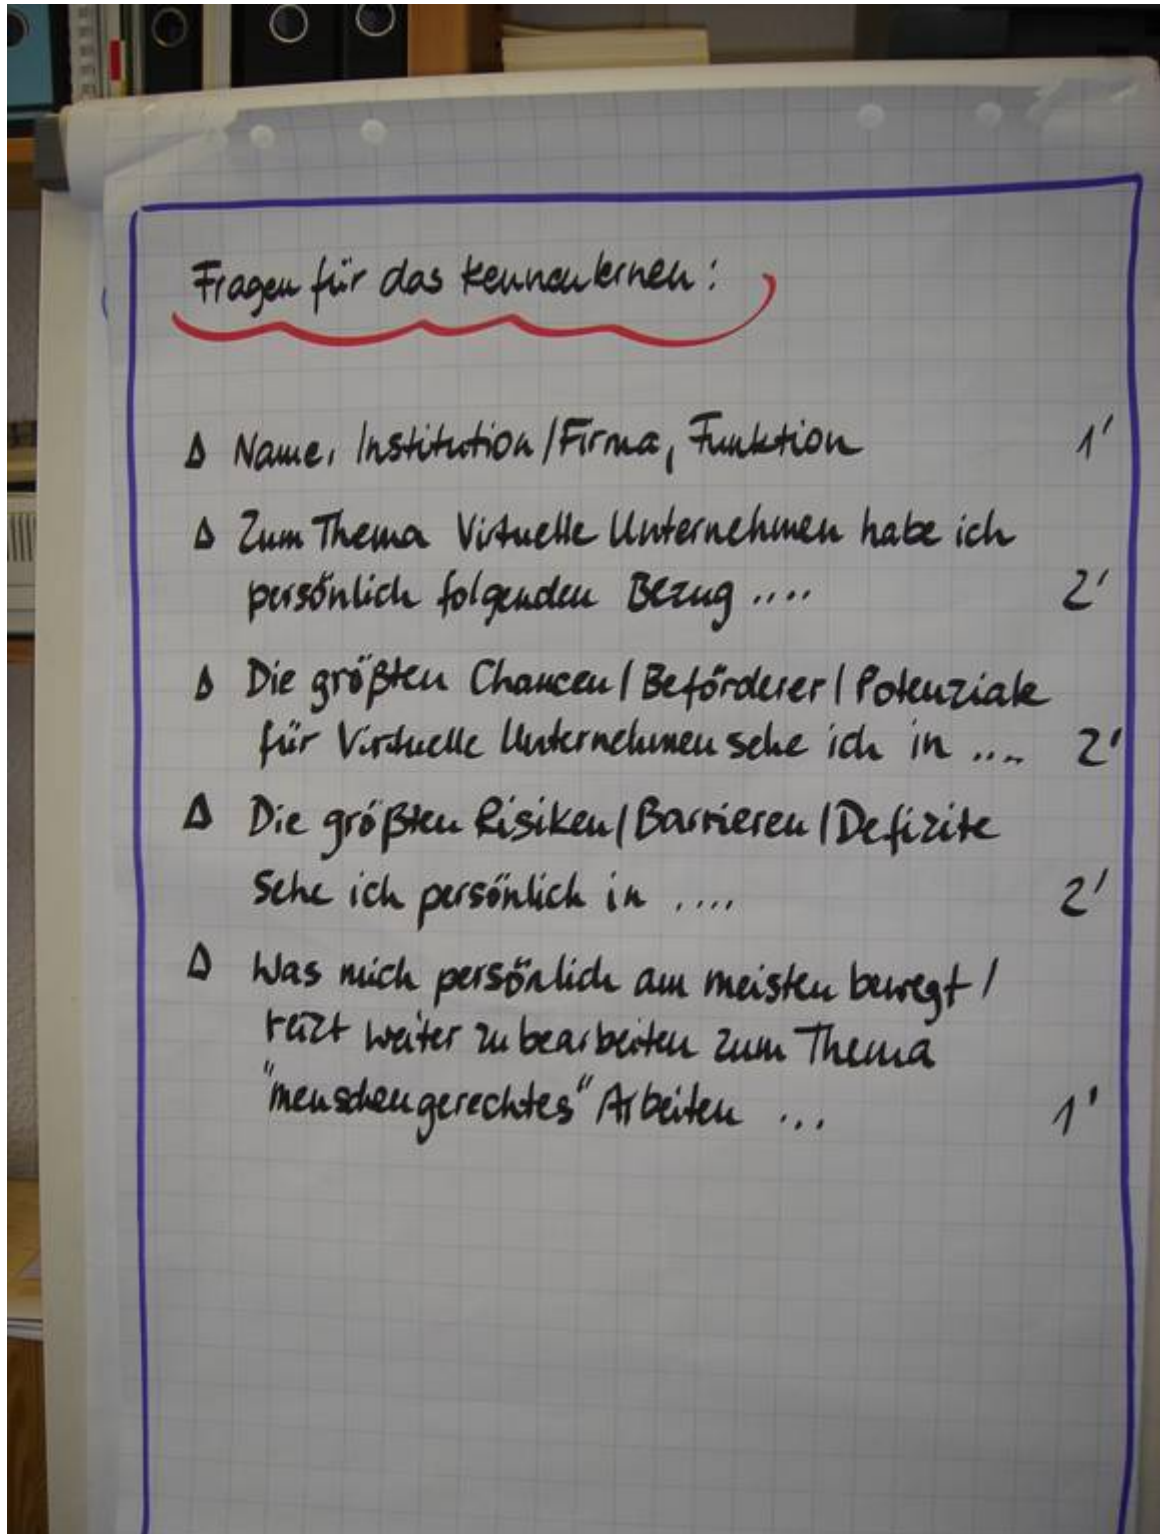 Fragen für das Kennenlernen:
Δ Name, Institution/Firma, Funktion 1'
Δ Zum Thema Virtuelle Unternehmen habe ich
persönlich folgenden Bezug .... 2'
Δ Die größten Chancen/Beförderer/Potenziale
für Virtuelle Unternehmen sehe ich in .... 2'
Δ Die größten Risiken/Barrieren/Defizite
sehe ich persönlich in .... 2'
Δ Was mich persönlich am meisten bewegt/
reizt weiter zu bearbeiten zum Thema
"menschengerechtes" Arbeiten ... 1'